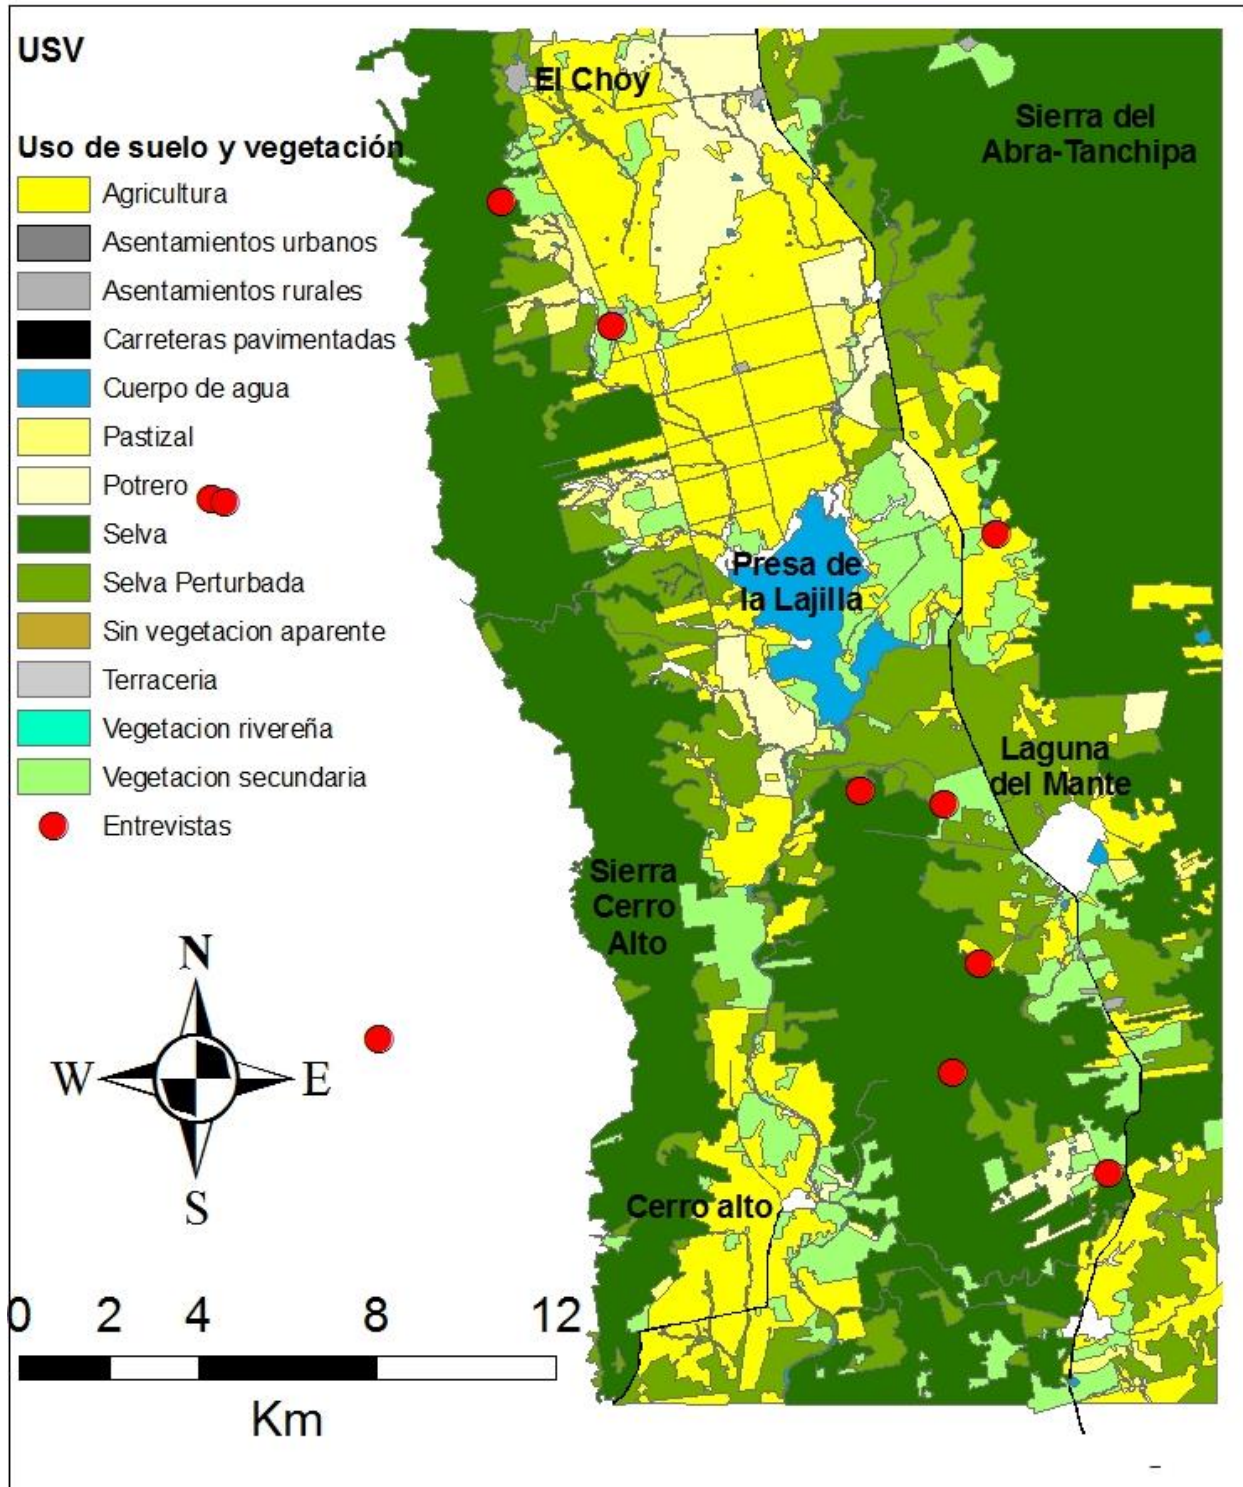 USV
Uso de suelo y vegetación
Agricultura
Asentamientos urbanos
Asentamientos rurales
Carreteras pavimentadas
Cuerpo de agua
Pastizal
Potrero
Selva
Selva Perturbada
Sin vegetacion aparente
Terraceria
Vegetacion rivereña
Vegetacion secundaria
Entrevistas
El Choy
Sierra del
Abra-Tanchipa
Presa de
la Lajilla
Laguna
del Mante
Sierra
Cerro
Alto
Cerro alto
N
W E
S
0 2 4 8 12
Km